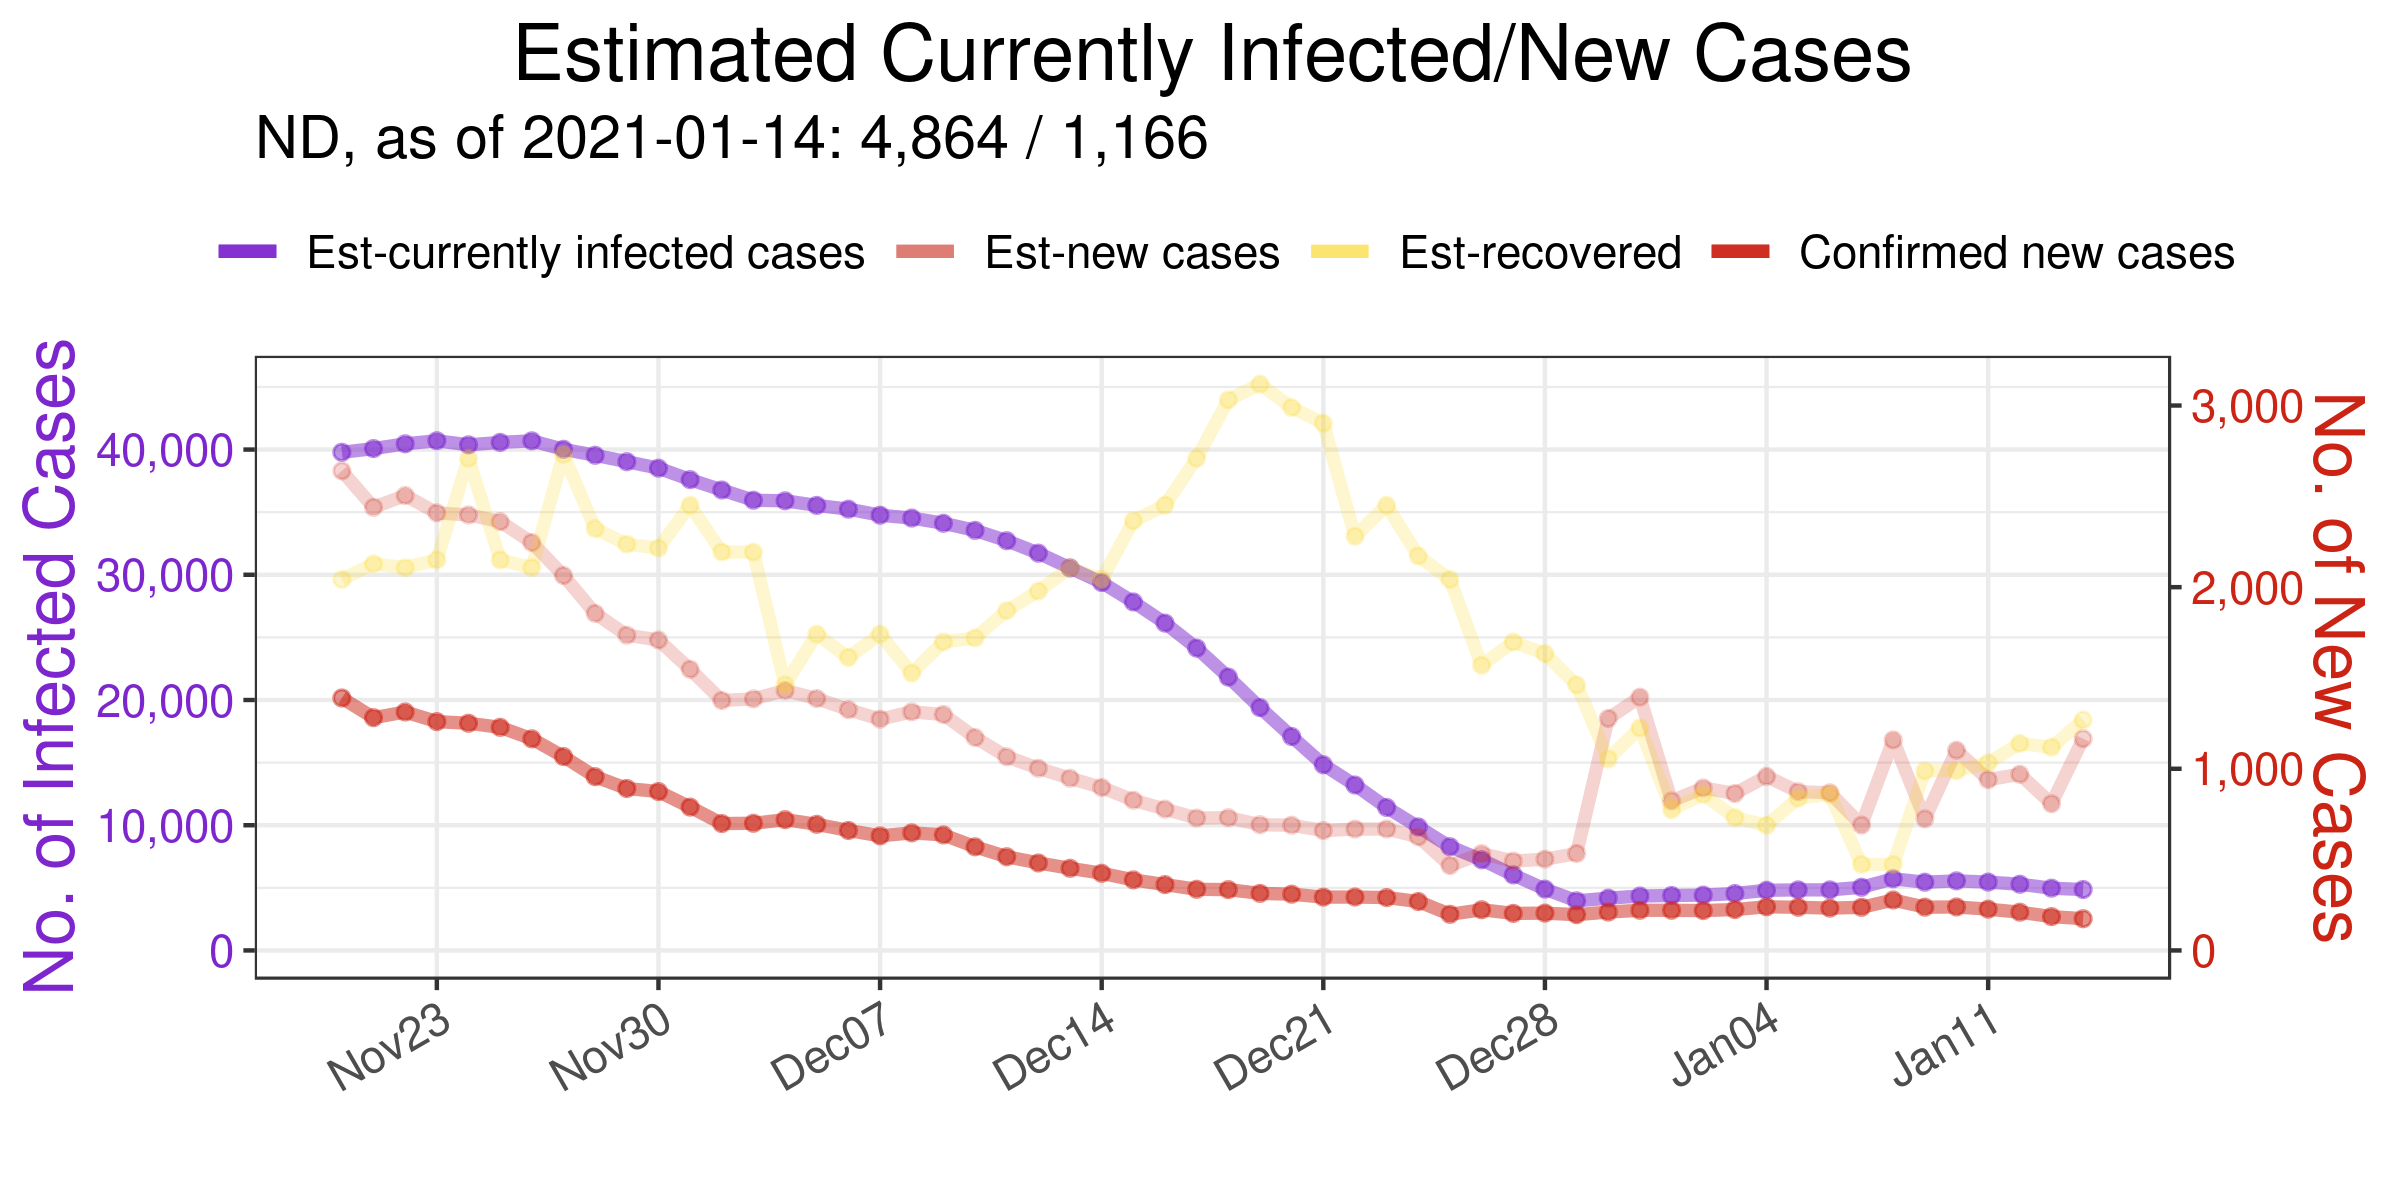 Estimated Currently Infected/New Cases
ND, as of 2021-01-14: 4,864 / 1,166
Est-currently infected cases
Est-new cases
Est-recovered
Confirmed new cases
No. of Infected Cases
40,000
30,000
20,000
10,000
0
3,000
2,000
1,000
0
No. of New Cases
Nov23
Nov30
Dec07
Dec14
Dec21
Dec28
Jan04
Jan11